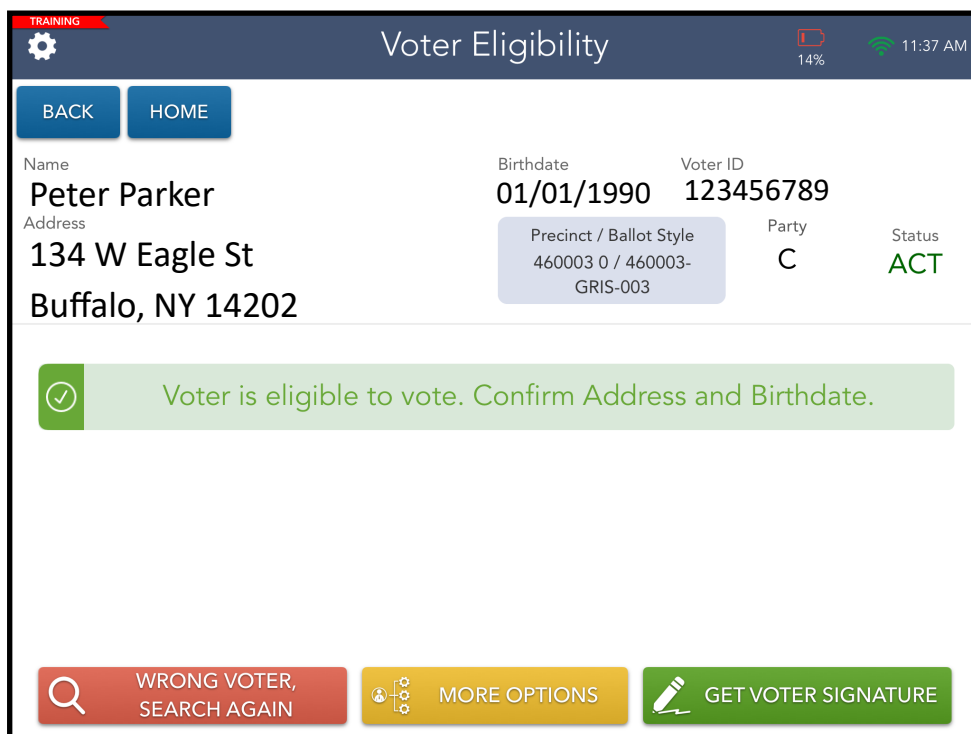 TRAINING
Voter Eligibility
14%
11:37 AM
BACK
HOME
Name
Peter Parker
Address
134 W Eagle St
Buffalo, NY 14202
Birthdate
01/01/1990
Voter ID
123456789
Precinct / Ballot Style
460003 0 / 460003-
GRIS-003
Party
C
Status
ACT
Voter is eligible to vote. Confirm Address and Birthdate.
WRONG VOTER,
SEARCH AGAIN
MORE OPTIONS
GET VOTER SIGNATURE